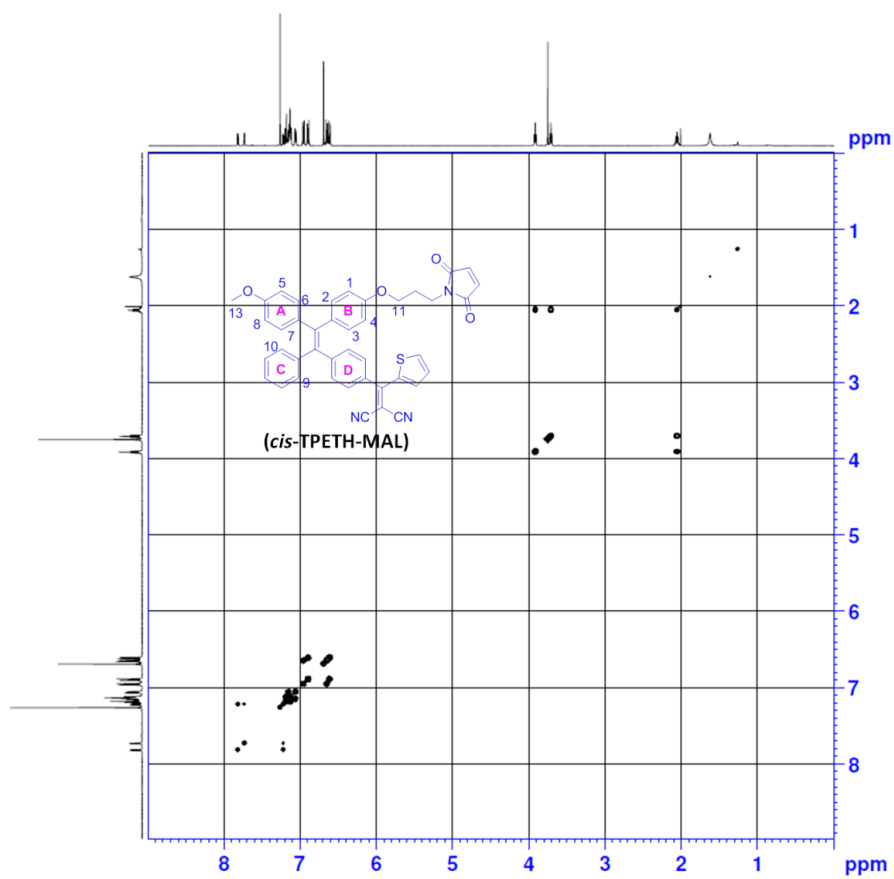 ppm
1
2
3
4
5
6
7
8
8 7 6 5 4 3 2 1 ppm
O O
5 1
6 2 N
O A B O
13 8 4 11 O
7 3
10 S
C D
9
NC CN
(cis-TPETH-MAL)